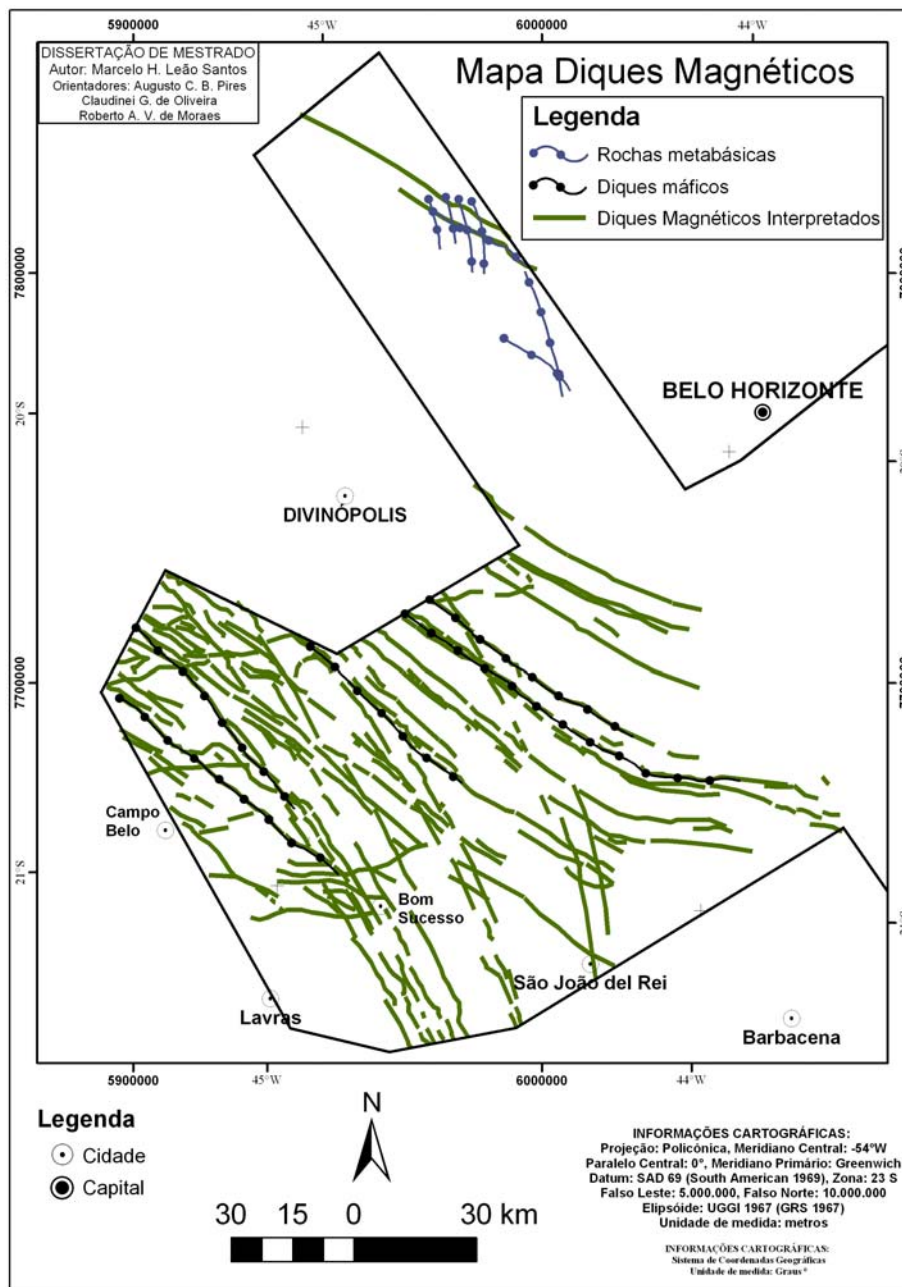 5900000
45°W
6000000
44°W
DISSERTAÇÃO DE MESTRADO
Autor: Marcelo H. Leão Santos
Orientadores: Augusto C. B. Pires
Claudinei G. de Oliveira
Roberto A. V. de Moraes
Mapa Diques Magnéticos
Legenda
Rochas metabásicas
Diques máficos
Diques Magnéticos Interpretados
7800000
BELO HORIZONTE
20°S
DIVINÓPOLIS
7700000
Campo
Belo
21°S
Bom
Sucesso
São João del Rei
Lavras
Barbacena
5900000
45°W
6000000
44°W
Legenda
Cidade
Capital
N
30 15 0 30 km
INFORMAÇÕES CARTOGRÁFICAS:
Projeção: Policônica, Meridiano Central: -54°W
Paralelo Central: 0°, Meridiano Primário: Greenwich
Datum: SAD 69 (South American 1969), Zona: 23 S
Falso Leste: 5.000.000, Falso Norte: 10.000.000
Elipsóide: UGGI 1967 (GRS 1967)
Unidade de medida: metros
INFORMAÇÕES CARTOGRÁFICAS:
Sistema de Coordenadas Geográficas
Unidade de medida: Graus °